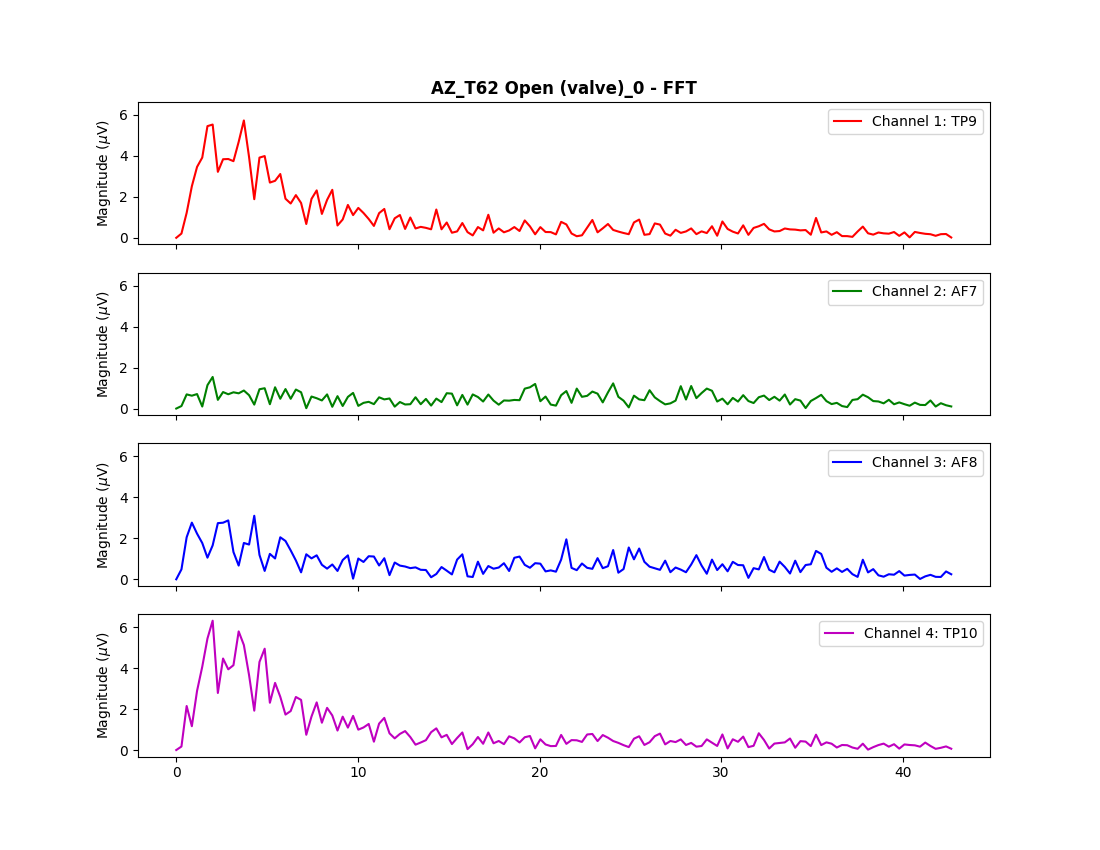 AZ_T62 Open (valve)_0 - FFT
6
4
2
0
Magnitude (μV)
Channel 1: TP9
6
4
2
0
Magnitude (μV)
Channel 2: AF7
6
4
2
0
Magnitude (μV)
Channel 3: AF8
6
4
2
0
Magnitude (μV)
Channel 4: TP10
0 10 20 30 40